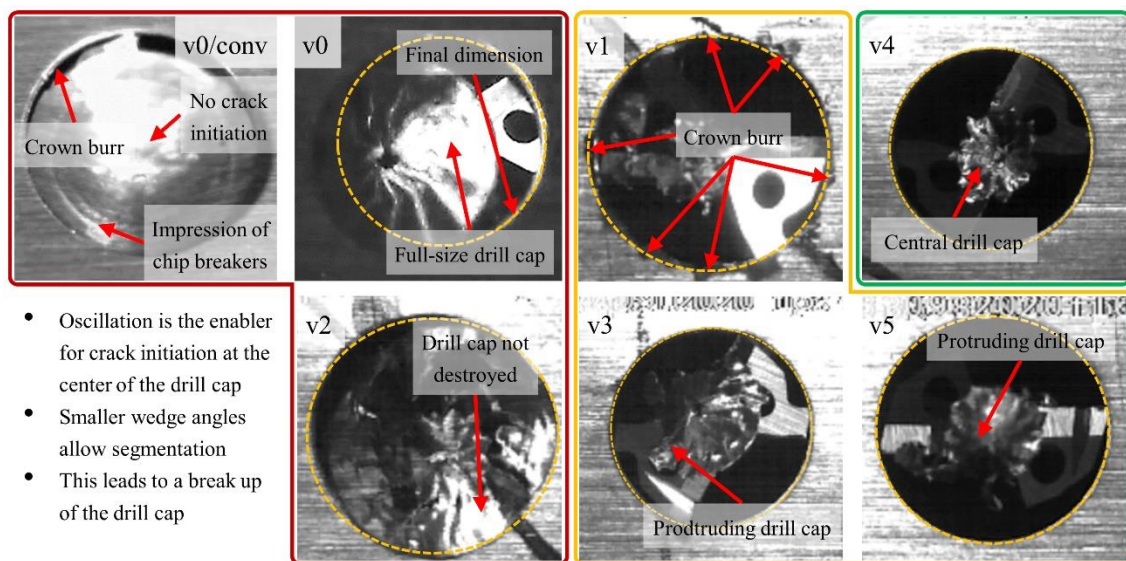 v0/conv
No crack
initiation
Crown burr
Impression of
chip breakers
v0
Final dimension
Full-size drill cap
v1
Crown burr
v4
Central drill cap
• Oscillation is the enabler
for crack initiation at the
center of the drill cap
• Smaller wedge angles
allow segmentation
• This leads to a break up
of the drill cap
v2
Drill cap not
destroyed
v3
Prodtruding drill cap
v5
Protruding drill cap